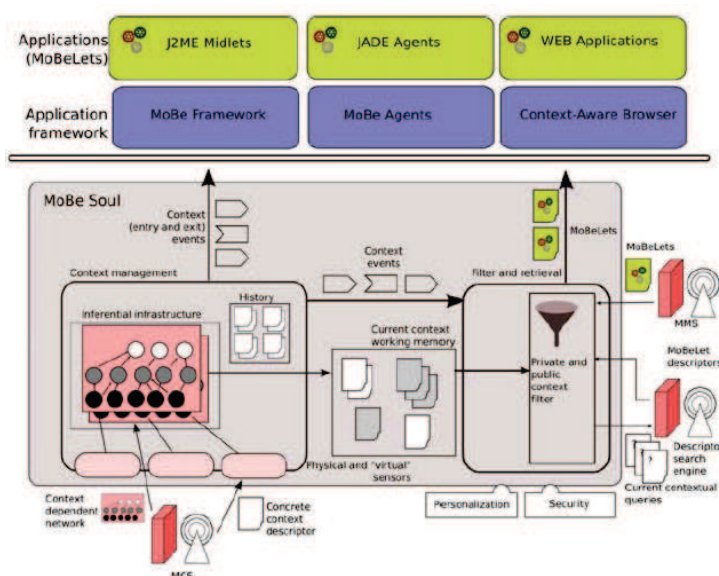 Applications
(MoBeLets)
J2ME Midlets
JADE Agents
WEB Applications
Application
framework
MoBe Framework
MoBe Agents
Context-Aware Browser
MoBe Soul
Context
(entry and exit)
events
MoBeLets
Context management
Context
events
Filter and retrieval
MoBeLets
MMS
Inferential infrastructure
History
Current context
working memory
Private and
public
context
filter
MoBeLet
descriptors
Descripto
search
engine
Physical and "virtual"
sensors
Current contextual
queries
Context
dependent
network
Concrete
context
descriptor
Personalization
Security
MCS